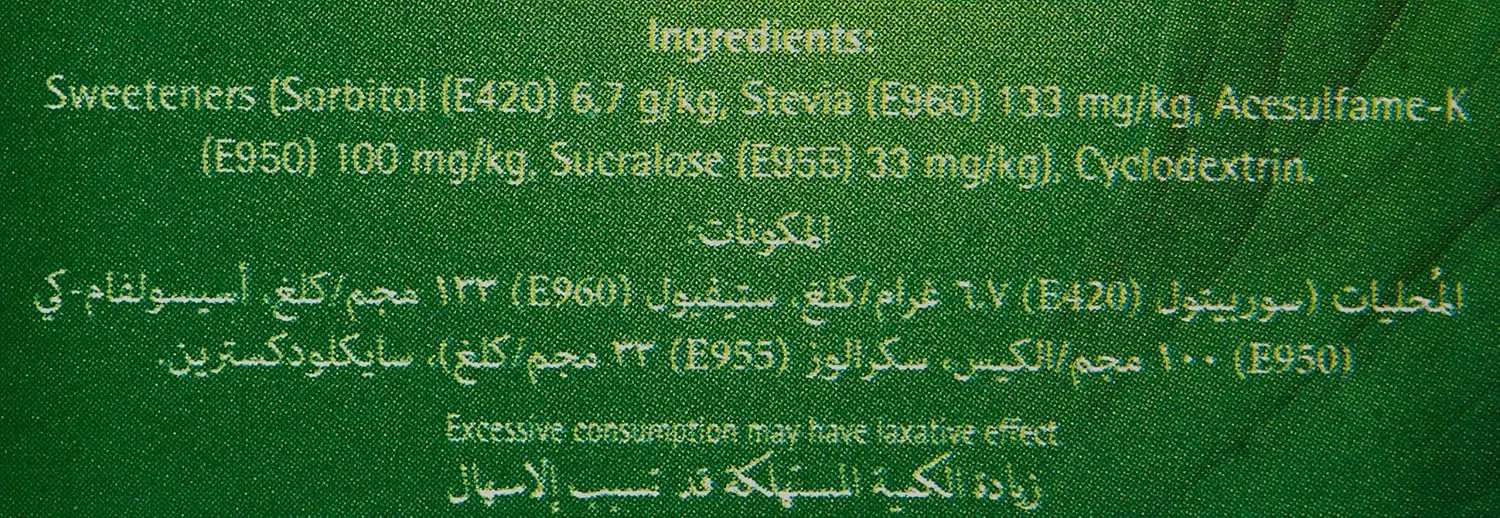 Ingredients:
Sweeteners (Sorbitol (E420) 6.7 g/kg, Stevia (E960) 133 mg/kg, Acesulfame-K
(E950) 100 mg/kg, Sucralose (E955) 33 mg/kg), Cyclodextrin.
المكونات:
المُحليات (سوربيتول (E420) ٦.٧ غرام/كلغ، ستيفيول (E960) ١٣٣ مجم/كلغ، أسيسولفام-كي
(E950) ١٠٠ مجم/الكيس، سكرالوز (E955) ٣٣ مجم/كلغ)، سايكلودكسترين.
Excessive consumption may have laxative effect
زيادة الكمية المستهلكة قد تسبب الإسهال